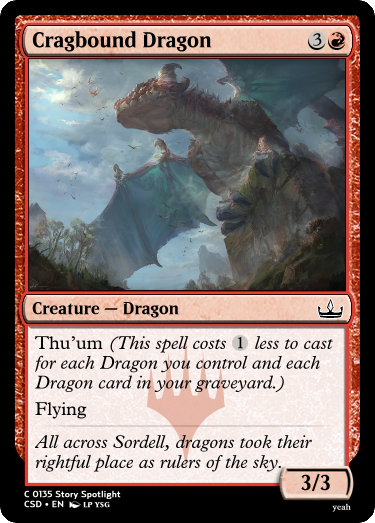 Cragbound Dragon 3
Creature — Dragon
Thu'um (This spell costs 1 less to cast
for each Dragon you control and each
Dragon card in your graveyard.)
Flying
All across Sordell, dragons took their
rightful place as rulers of the sky.
3/3
C 0135 Story Spotlight
CSD • EN LP YSG
yeah